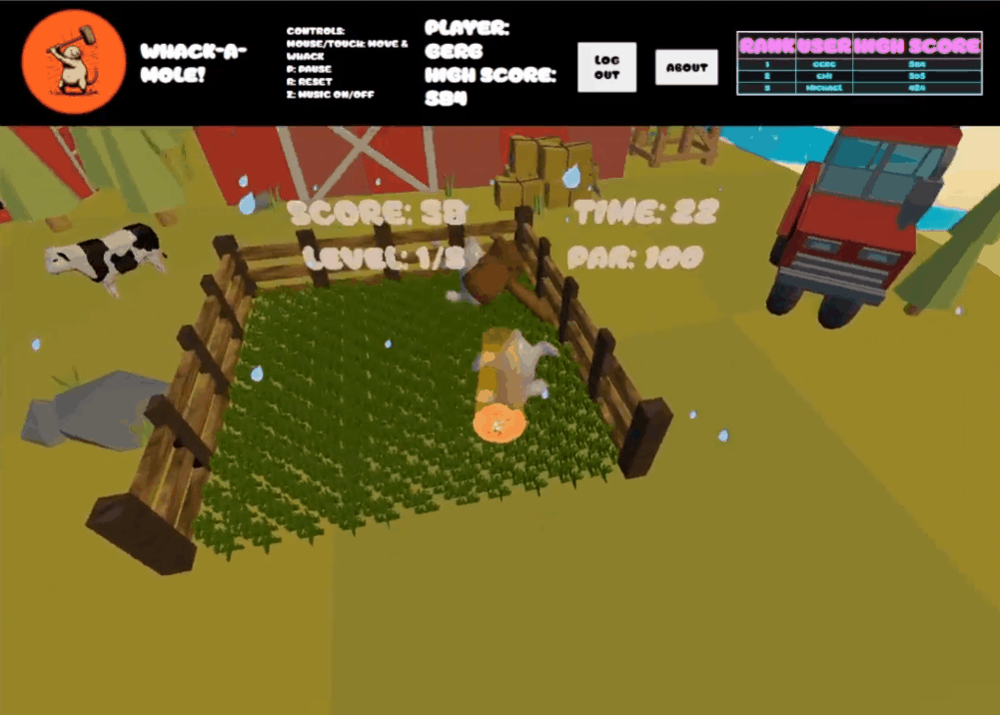 WHACK-A-
MOLE!
CONTROLS:
MOUSE/TOUCH: MOVE &
WHACK
P: PAUSE
R: RESET
Z: MUSIC ON/OFF
PLAYER:
GERG
HIGH SCORE:
584
LOG
OUT
ABOUT
RANK USER HIGH SCORE
1 GERG 584
2 505
3 MICHAEL 424
SCORE: 58 TIME: 22
LEVEL: 1/5 PAR: 100